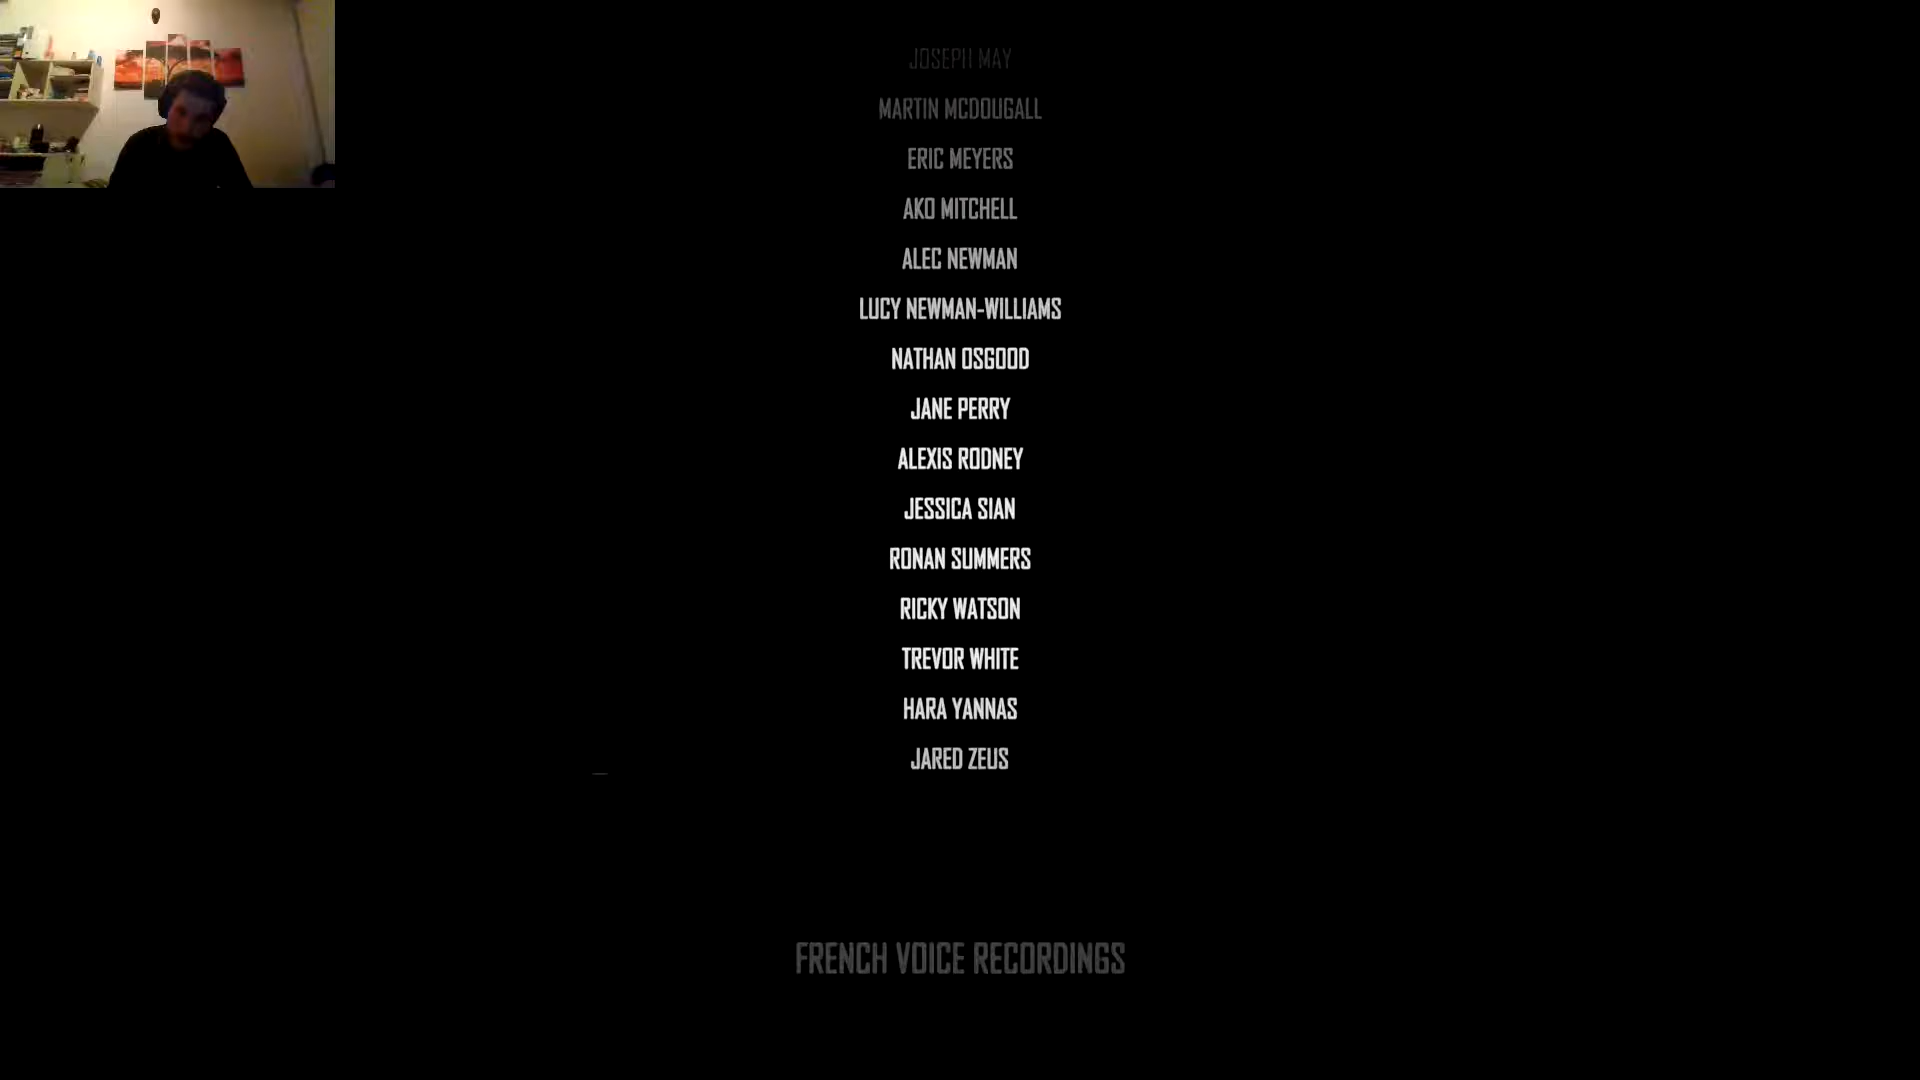 JOSEPH MAY
MARTIN MCDOUGALL
ERIC MEYERS
AKO MITCHELL
ALEC NEWMAN
LUCY NEWMAN-WILLIAMS
NATHAN OSGOOD
JANE PERRY
ALEXIS RODNEY
JESSICA SIAN
RONAN SUMMERS
RICKY WATSON
TREVOR WHITE
HARA YANNAS
JARED ZEUS
FRENCH VOICE RECORDINGS